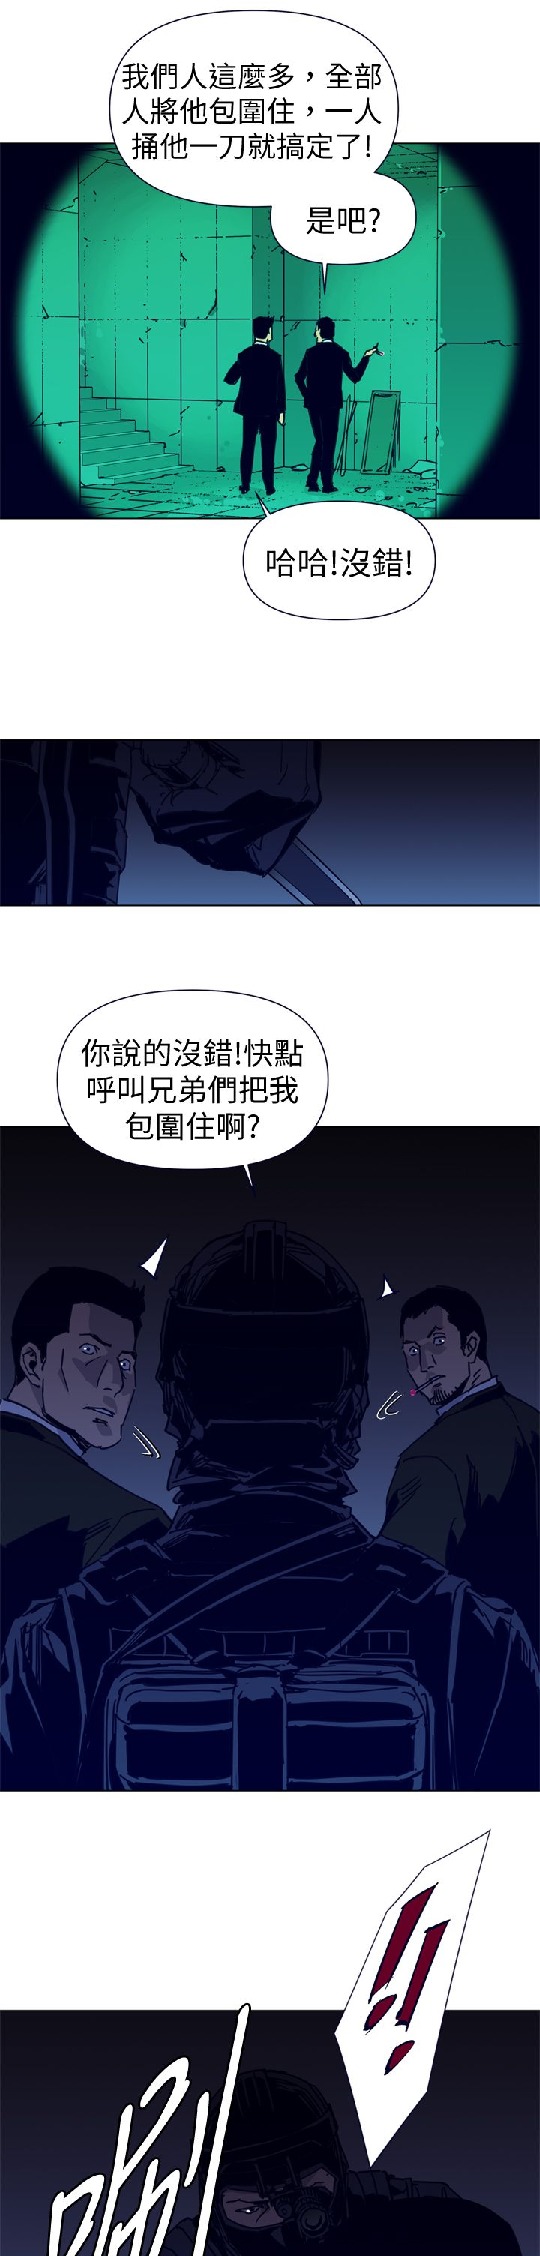 我們人這麼多，全部
人將他包圍住，一人
捅他一刀就搞定了!
是吧?
哈哈!沒錯!
你說的沒錯!快點
呼叫兄弟們把我
包圍住啊?
!!